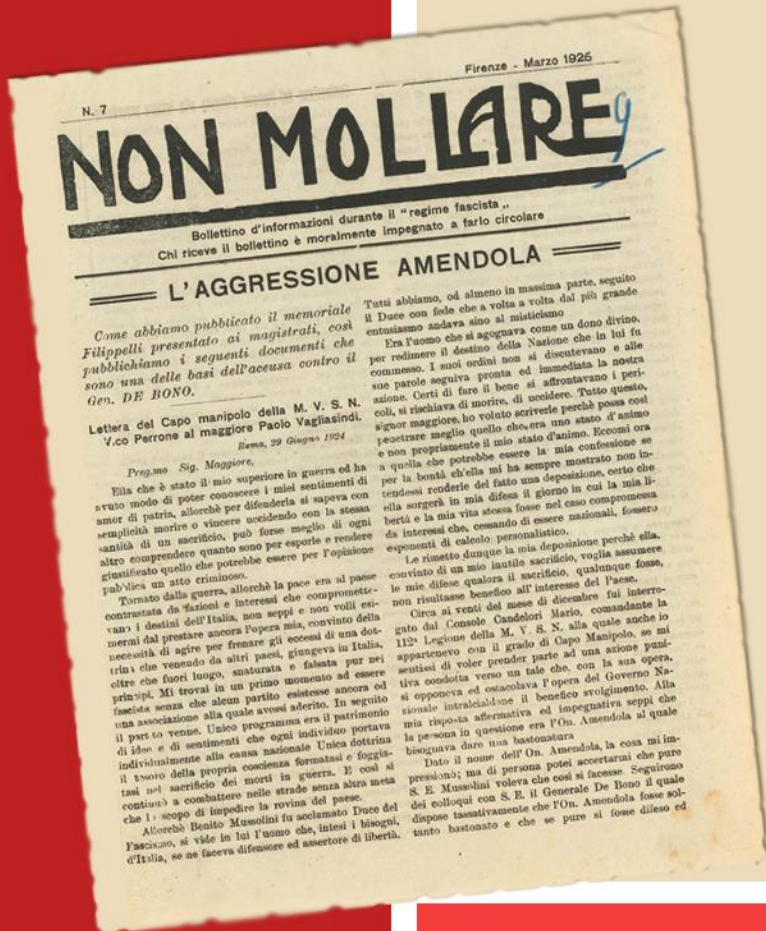 N. 7
Firenze - Marzo 1925
NON MOLLARE
9
Bollettino d'informazioni durante il "regime fascista „
Chi riceve il bollettino è moralmente impegnato a farlo circolare
L'AGGRESSIONE AMENDOLA
Come abbiamo pubblicato il memoriale
Filippelli presentato ai magistrati, così
pubblichiamo i seguenti documenti che
sono una delle basi dell'accusa contro il
Gen. DE BONO.
Lettera del Capo manipolo della M. V. S. N.
V.co Perrone al maggiore Paolo Vagliasindi.
Roma, 29 Giugno 1924
Preg.mo Sig. Maggiore,
Ella che è stato il mio superiore in guerra ed ha
avuto modo di poter conoscere i miei sentimenti di
amor di patria, allorchè per difenderla si sapeva con
semplicità morire o vincere uccidendo con la stessa
santità di un sacrificio, può forse meglio di ogni
altro comprendere quanto sono per esporle e rendere
giustificato quello che potrebbe essere per l'opinione
pubblica un atto criminoso.
Tornato dalla guerra, allorchè la pace era al paese
contrastata da fazioni e interessi che compromette-
vano i destini dell'Italia, non seppi e non volli esi-
mermi dal prestare ancora l'opera mia, convinto della
necessità di agire per frenare gli eccessi di una dot-
trina che venendo da altri paesi, giungeva in Italia,
oltre che fuori luogo, snaturata e falsata pur nei
principi. Mi trovai in un primo momento ad essere
fascista senza che alcun partito esistesse ancora od
una associazione alla quale avessi aderito. In seguito
il partito venne. Unico programma era il patrimonio
di idee e di sentimenti che ogni individuo portava
individualmente alla causa nazionale Unica dottrina
il tesoro della propria coscienza formatasi e foggia-
tasi nel sacrificio dei morti in guerra. E così si
continuò a combattere nelle strade senza altra meta
che lo scopo di impedire la rovina del paese.
Allorchè Benito Mussolini fu acclamato Duce del
Fascismo, si vide in lui l'uomo che, intesi i bisogni,
d'Italia, se ne faceva difensore ed assertore di libertà.
Tutti abbiamo, od almeno in massima parte, seguito
il Duce con fede che a volta a volta dal più grande
entusiasmo andava sino al misticismo
Era l'uomo che si agognava come un dono divino,
per redimere il destino della Nazione che in lui fu
commesso. I suoi ordini non si discutevano e alle
sue parole seguiva pronta ed immediata la nostra
azione. Certi di fare il bene si affrontavano i peri-
coli, si rischiava di morire, di uccidere. Tutto questo,
signor maggiore, ho voluto scriverle perchè possa così
penetrare meglio quello che era uno stato d'animo
e non propriamente il mio stato d'animo. Eccomi ora
a quella che potrebbe essere la mia confessione se
per la bontà ch'ella mi ha sempre mostrato non in-
tendessi renderle del fatto una deposizione, certo che
ella sorgerà in mia difesa il giorno in cui la mia li-
bertà e la mia vita stessa fosse nel caso compromessa
da interessi che, cessando di essere nazionali, fossero
esponenti di calcolo personalistico.
Le rimetto dunque la mia deposizione perchè ella,
convinto di un mio inutile sacrificio, voglia assumere
le mie difese qualora il sacrificio, qualunque fosse,
non risultasse benefico all'interesse del Paese.
Circa ai venti del mese di dicembre fui interro-
gato dal Console Candelori Mario, comandante la
112ª Legione della M. V. S. N. alla quale anche io
appartenevo con il grado di Capo Manipolo, se mi
sentissi di voler prender parte ad una azione puni-
tiva condotta verso un tale che, con la sua opera,
si opponeva ed ostacolava l'opera del Governo Na-
zionale intralciandone il benefico svolgimento. Alla
mia risposta affermativa ed impegnativa seppi che
la persona in questione era l'On. Amendola al quale
bisognava dare una bastonatura
Dato il nome dell'On. Amendola, la cosa mi im-
pressionò; ma di persona potei accertarmi che pure
S. E. Mussolini voleva che così si facesse. Seguirono
dei colloqui con S. E. il Generale De Bono il quale
dispose tassativamente che l'On. Amendola fosse sol-
tanto bastonato e che se pure si fosse difeso ed